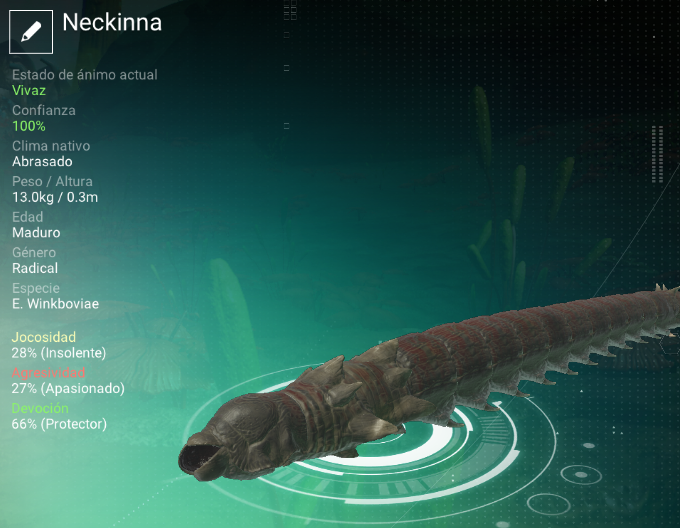 Neckinna
Estado de ánimo actual
Vivaz
Confianza
100%
Clima nativo
Abrasado
Peso / Altura
13.0kg / 0.3m
Edad
Maduro
Género
Radical
Especie
E. Winkboviae
Jocosidad
28% (Insolente)
Agresividad
27% (Apasionado)
Devoción
66% (Protector)